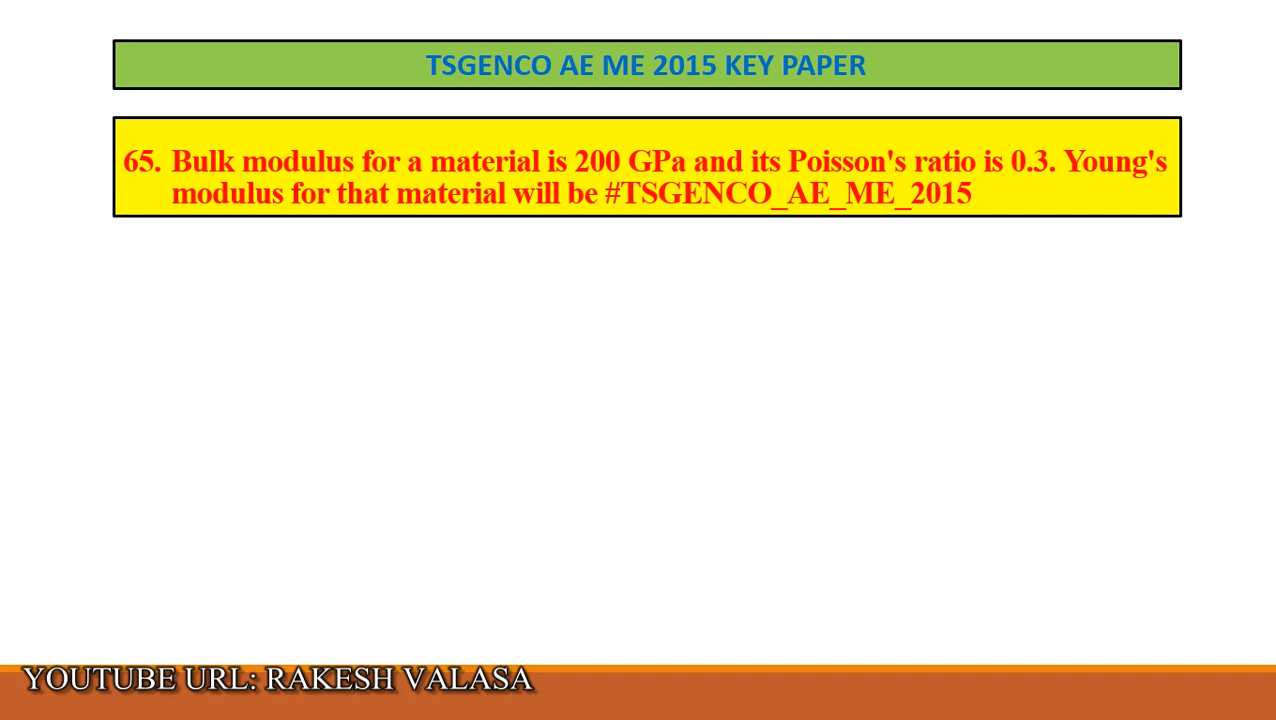 TSGENCO AE ME 2015 KEY PAPER
65. Bulk modulus for a material is 200 GPa and its Poisson's ratio is 0.3. Young's
modulus for that material will be #TSGENCO_AE_ME_2015
YOUTUBE URL: RAKESH VALASA